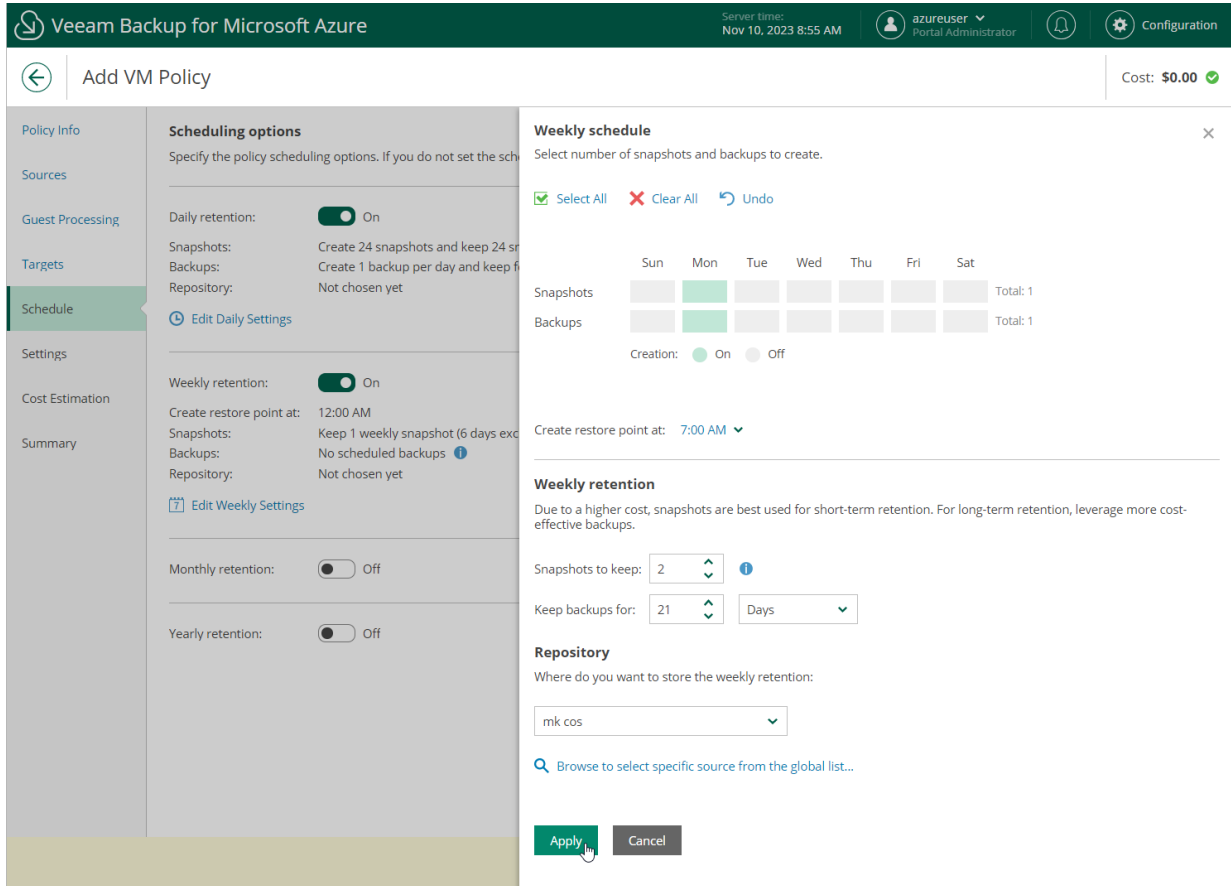 Veeam Backup for Microsoft Azure
Server time:
Nov 10, 2023 8:55 AM
azureuser
Portal Administrator
Configuration
Add VM Policy
Cost: $0.00
Policy Info
Sources
Guest Processing
Targets
Schedule
Settings
Cost Estimation
Summary
Scheduling options
Specify the policy scheduling options. If you do not set the sch
Daily retention: On
Snapshots: Create 24 snapshots and keep 24 sn
Backups: Create 1 backup per day and keep f
Repository: Not chosen yet
Edit Daily Settings
Weekly retention: On
Create restore point at: 12:00 AM
Snapshots: Keep 1 weekly snapshot (6 days exc
Backups: No scheduled backups
Repository: Not chosen yet
7 Edit Weekly Settings
Monthly retention: Off
Yearly retention: Off
Weekly schedule
Select number of snapshots and backups to create.
Select All Clear All Undo
Sun Mon Tue Wed Thu Fri Sat
Snapshots Total: 1
Backups Total: 1
Creation: On Off
Create restore point at: 7:00 AM
Weekly retention
Due to a higher cost, snapshots are best used for short-term retention. For long-term retention, leverage more cost-
effective backups.
Snapshots to keep: 2
Keep backups for: 21 Days
Repository
Where do you want to store the weekly retention:
mk cos
Browse to select specific source from the global list...
Apply Cancel